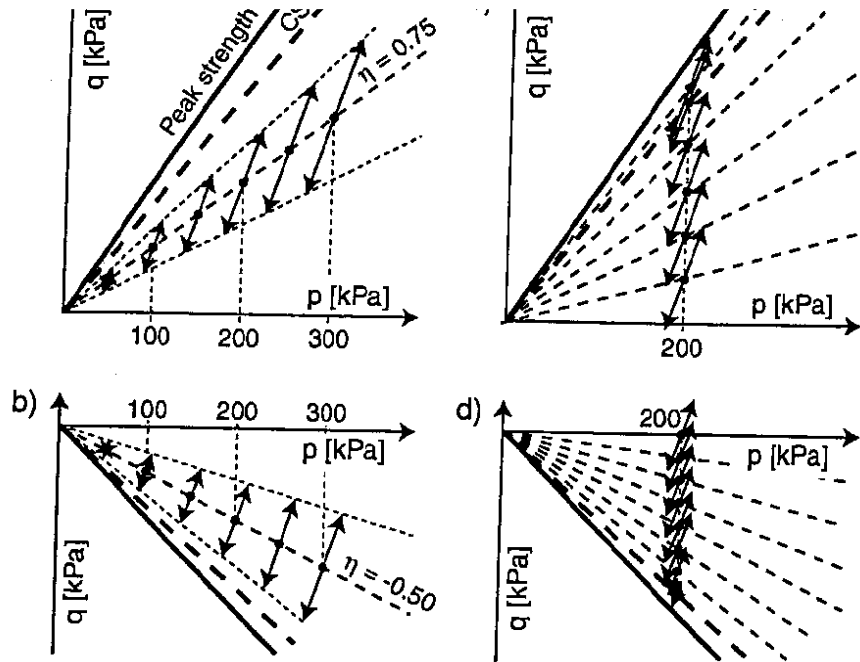 q [kPa]
Peak strength
CS
η = 0.75
p [kPa]
100
200
300
q [kPa]
p [kPa]
200
b)
100
200
300
p [kPa]
q [kPa]
η = -0.50
d)
200
p [kPa]
q [kPa]